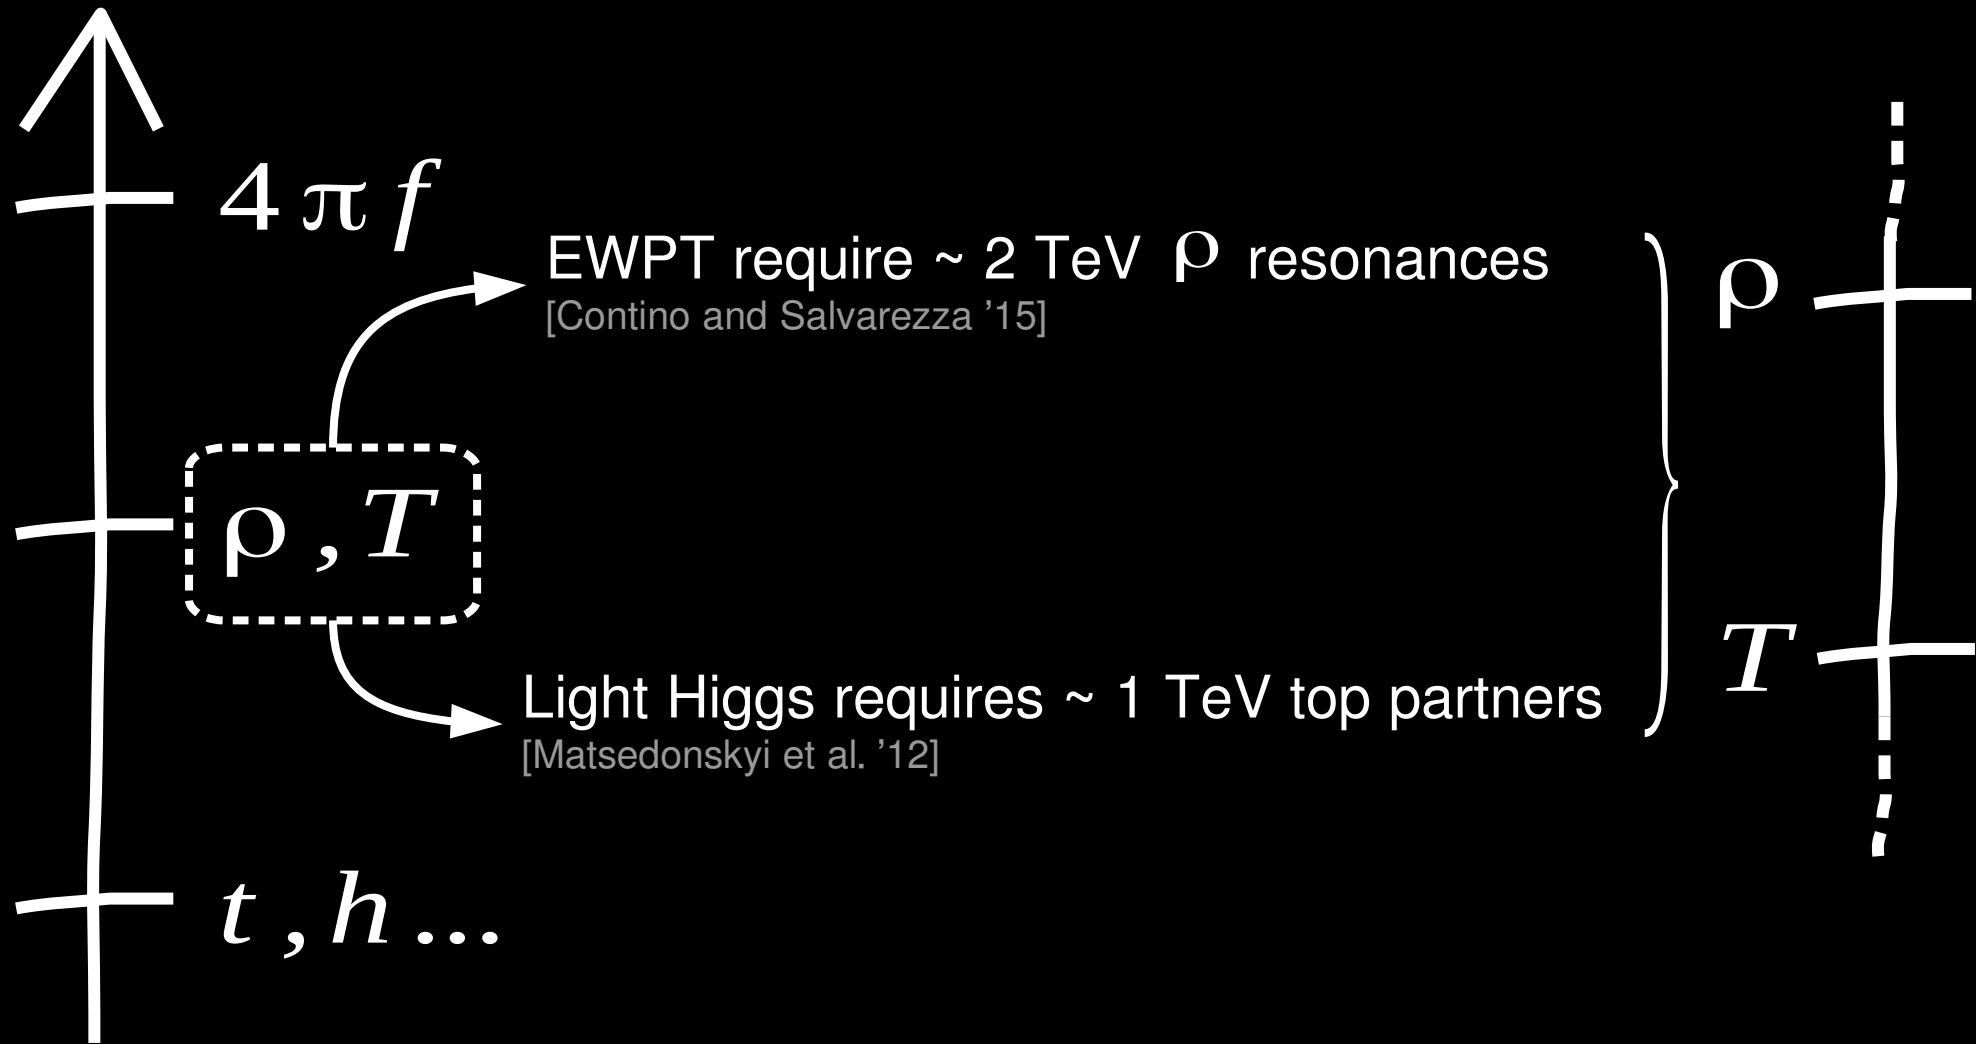 4 π f
EWPT require ~ 2 TeV ρ resonances
[Contino and Salvarezza ’15]
ρ
ρ , T
T
Light Higgs requires ~ 1 TeV top partners
[Matsedonskyi et al. ’12]
t , h ...